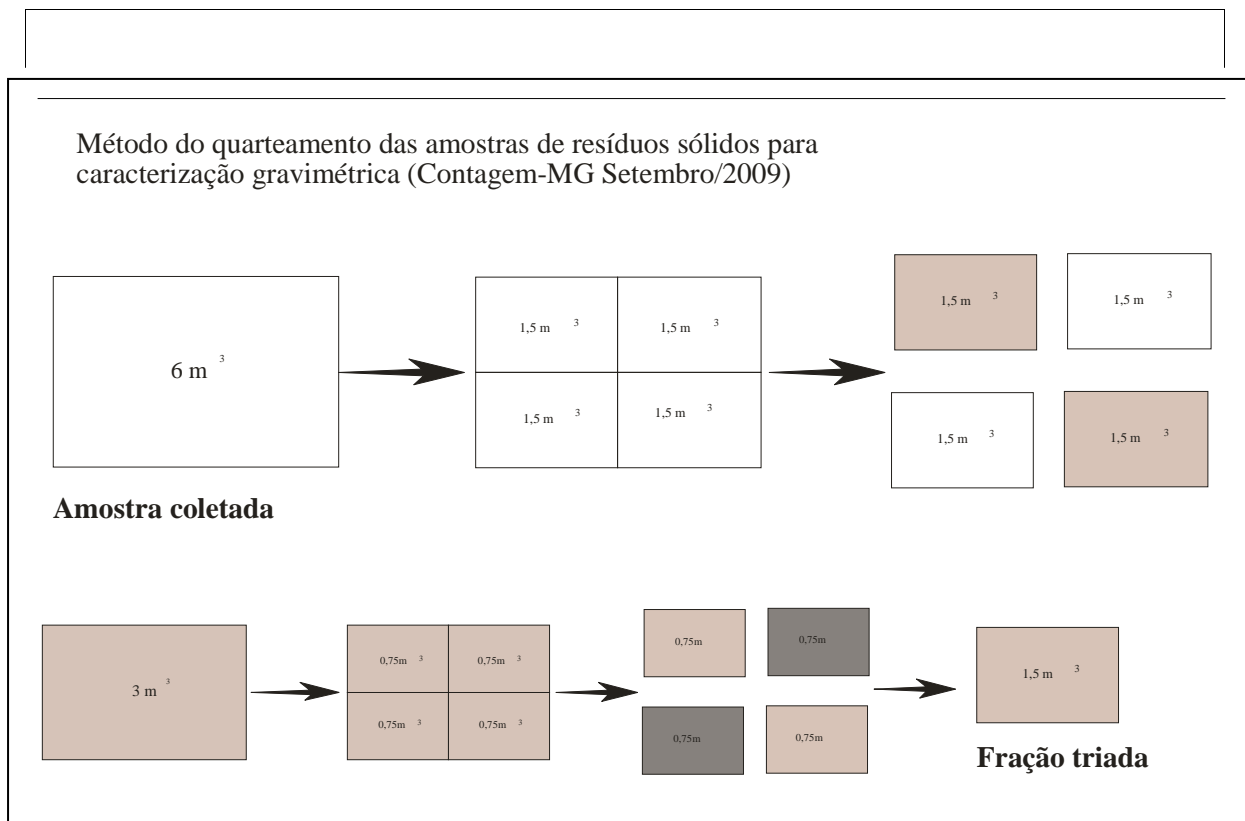 Método do quarteamento das amostras de resíduos sólidos para
caracterização gravimétrica (Contagem-MG Setembro/2009)
6 m 3
1,5 m 3
1,5 m 3
1,5 m 3
1,5 m 3
1,5 m 3
1,5 m 3
1,5 m 3
1,5 m 3
Amostra coletada
3 m 3
0,75m 3
0,75m 3
0,75m 3
0,75m 3
0,75m
0,75m
0,75m
0,75m
1,5 m 3
Fração triada